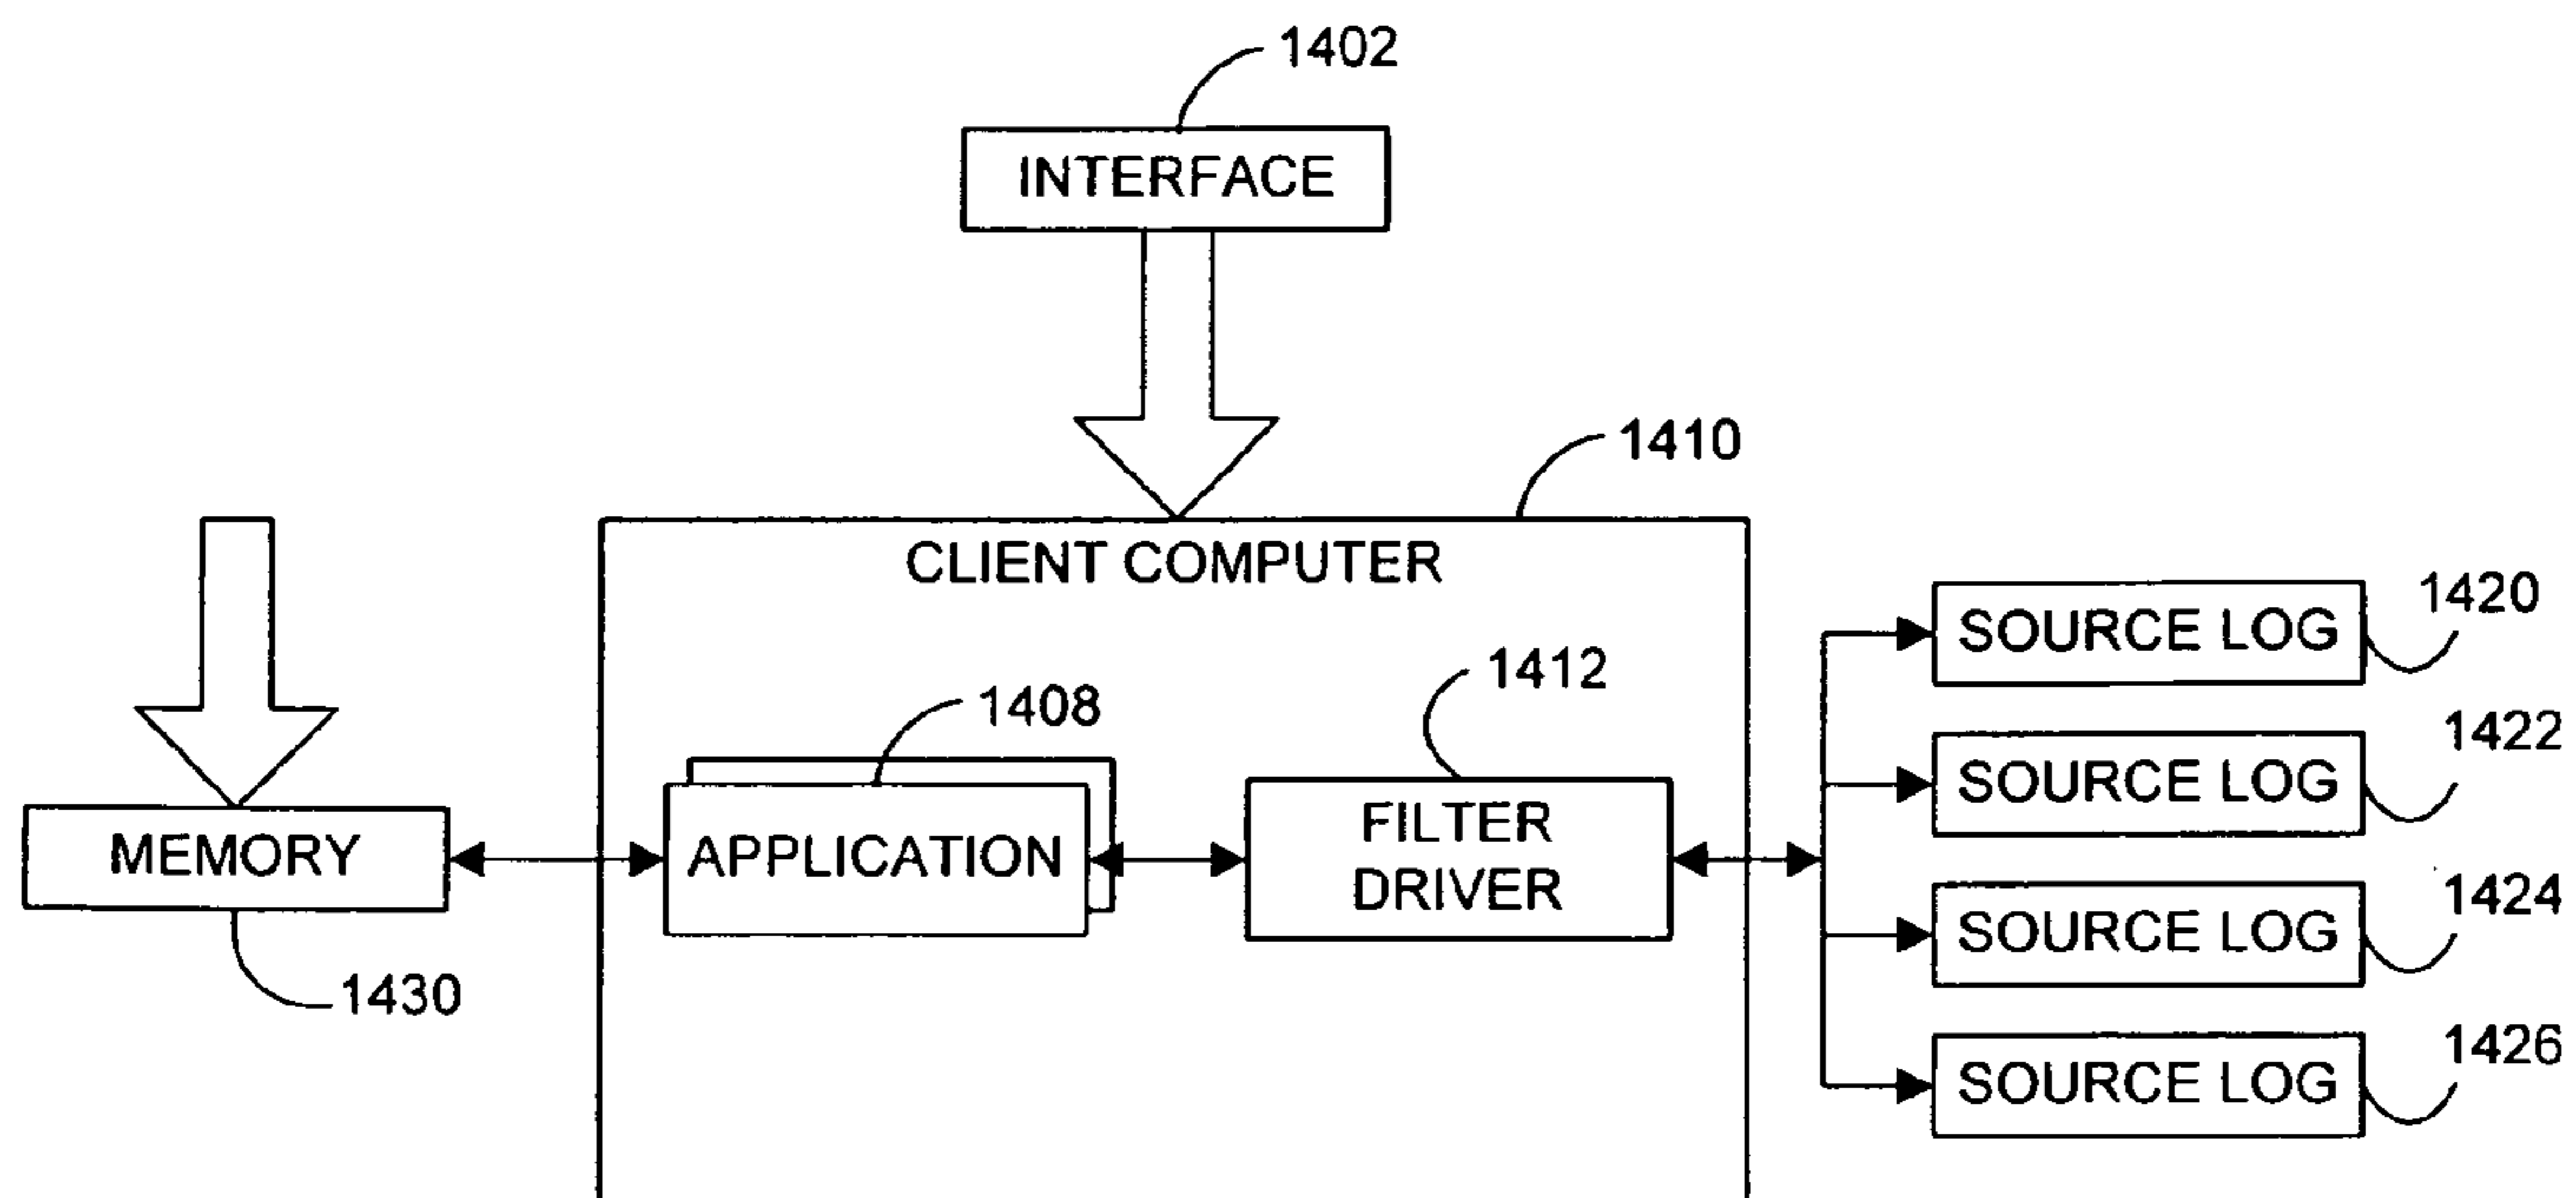 1402
INTERFACE
1410
CLIENT COMPUTER
1420
SOURCE LOG
1412
1408
1422
SOURCE LOG
MEMORY
APPLICATION
FILTER
DRIVER
1424
SOURCE LOG
1430
1426
SOURCE LOG